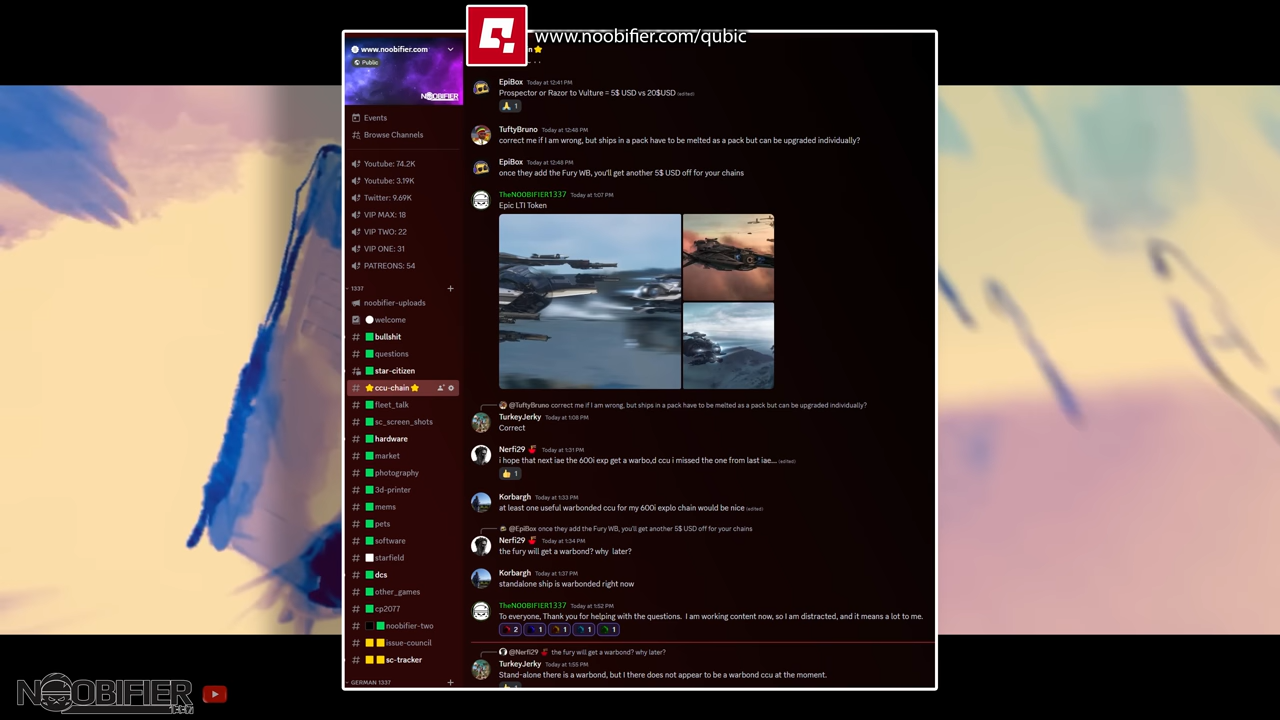 www.noobifier.com/qubic
www.noobifier.com
Public
NOOBIFIER
Events
Browse Channels
Youtube: 74.2K
Youtube: 3.19K
Twitter: 9.69K
VIP MAX: 18
VIP TWO: 22
VIP ONE: 31
PATREONS: 54
1337
noobifier-uploads
welcome
bullshit
questions
star-citizen
ccu-chain
fleet_talk
sc_screen_shots
hardware
market
photography
3d-printer
mems
pets
software
starfield
dcs
other_games
cp2077
noobifier-two
issue-council
sc-tracker
GERMAN 1337
EpiBox Today at 12:41 PM
Prospector or Razor to Vulture = 5$ USD vs 20$USD (edited)
1
TuftyBruno Today at 12:48 PM
correct me if I am wrong, but ships in a pack have to be melted as a pack but can be upgraded individually?
EpiBox Today at 12:48 PM
once they add the Fury WB, you'll get another 5$ USD off for your chains
TheNOOBIFIER1337 Today at 1:07 PM
Epic LTI Token
@TuftyBruno correct me if I am wrong, but ships in a pack have to be melted as a pack but can be upgraded individually?
TurkeyJerky Today at 1:08 PM
Correct
Nerfi29 Today at 1:31 PM
i hope that next iae the 600i exp get a warbo,d ccu i missed the one from last iae... (edited)
1
Korbargh Today at 1:33 PM
at least one useful warbonded ccu for my 600i explo chain would be nice (edited)
@EpiBox once they add the Fury WB, you'll get another 5$ USD off for your chains
Nerfi29 Today at 1:34 PM
the fury will get a warbond? why later?
Korbargh Today at 1:37 PM
standalone ship is warbonded right now
TheNOOBIFIER1337 Today at 1:52 PM
To everyone, Thank you for helping with the questions. I am working content now, so I am distracted, and it means a lot to me.
2 1 1 1 1
@Nerfi29 the fury will get a warbond? why later?
TurkeyJerky Today at 1:55 PM
Stand-alone there is a warbond, but I there does not appear to be a warbond ccu at the moment.
NOOBIFIER